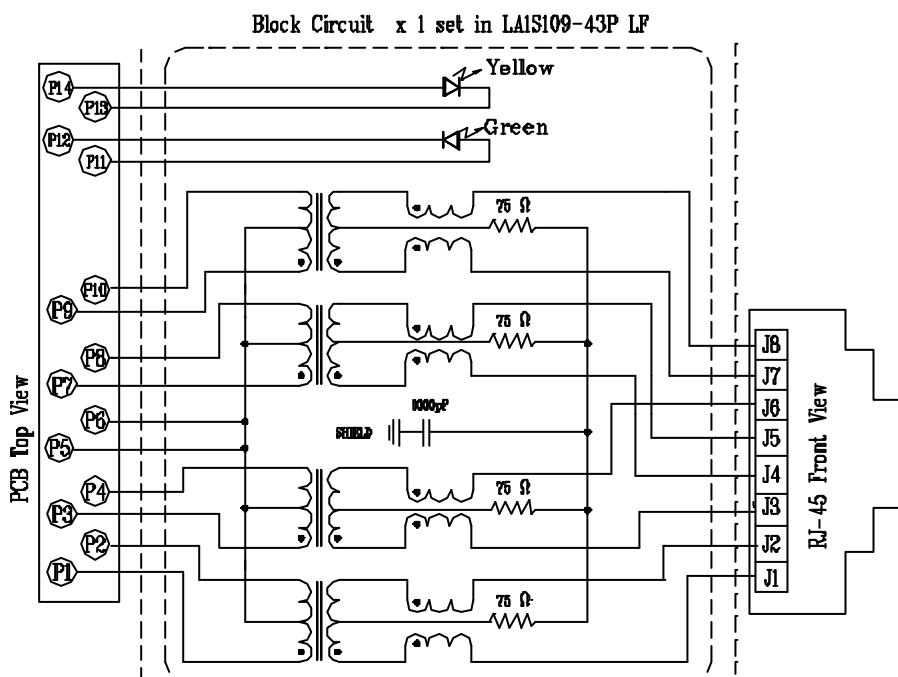 Block Circuit x 1 set in LA1S109-43P LF
P14
Yellow
P13
P12
Green
P11
75 Ω
P10
P9
75 Ω
P8
J8
P7
J7
1000pF
J6
P6
SHIELD
J5
P5
J4
P4
75 Ω
P3
J3
P2
J2
P1
J1
75 Ω
PCB Top View
RJ-45 Front View